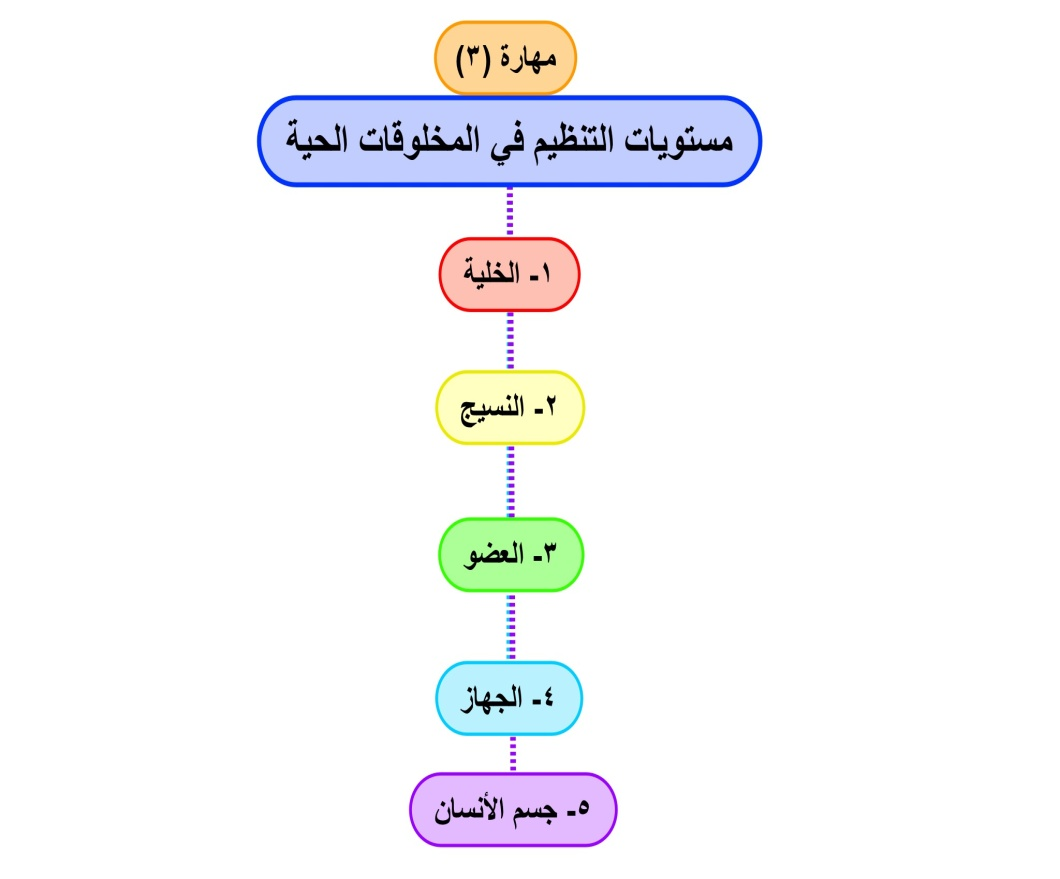 مهارة (٣)
مستويات التنظيم في المخلوقات الحية
١- الخلية
٢- النسيج
٣- العضو
٤- الجهاز
٥- جسم الأنسان